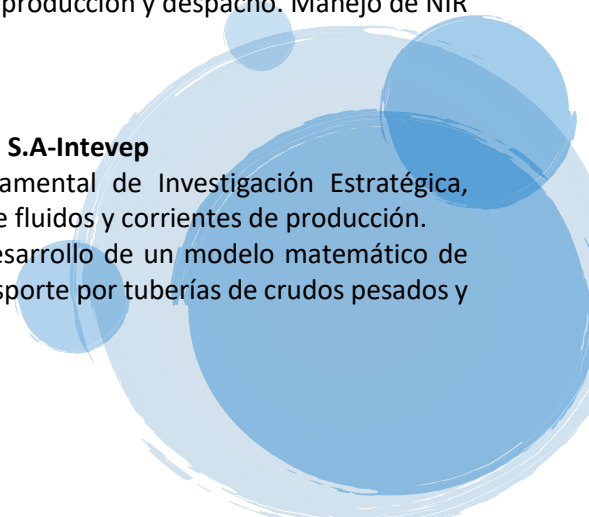 producción y despacho. Manejo de NIR
S.A-Intevep
amental de Investigación Estratégica,
e fluidos y corrientes de producción.
esarrollo de un modelo matemático de
sporte por tuberías de crudos pesados y